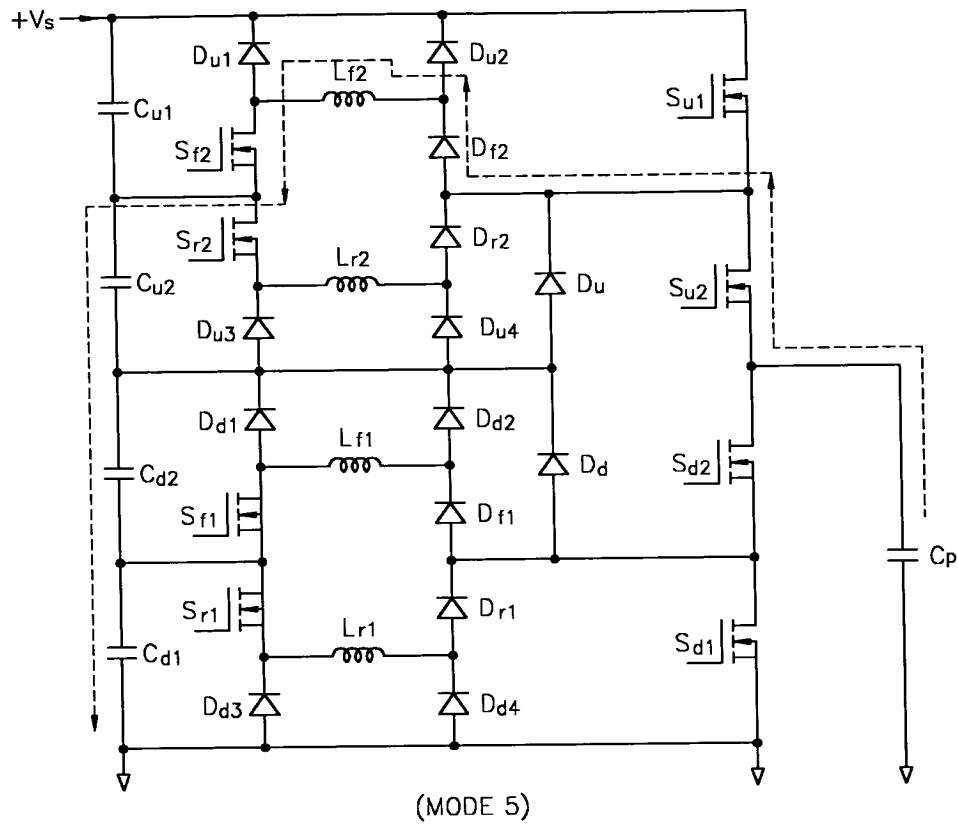 +Vs
Du1
Lf2
Du2
Cu1
Su1
Sf2
Df2
Sr2
Dr2
Lr2
Cu2
Du
Su2
Du3
Du4
Dd1
Dd2
Lf1
Cd2
Dd
Sd2
Sf1
Df1
Cp
Sr1
Dr1
Lr1
Sd1
Cd1
Dd3
Dd4
(MODE 5)